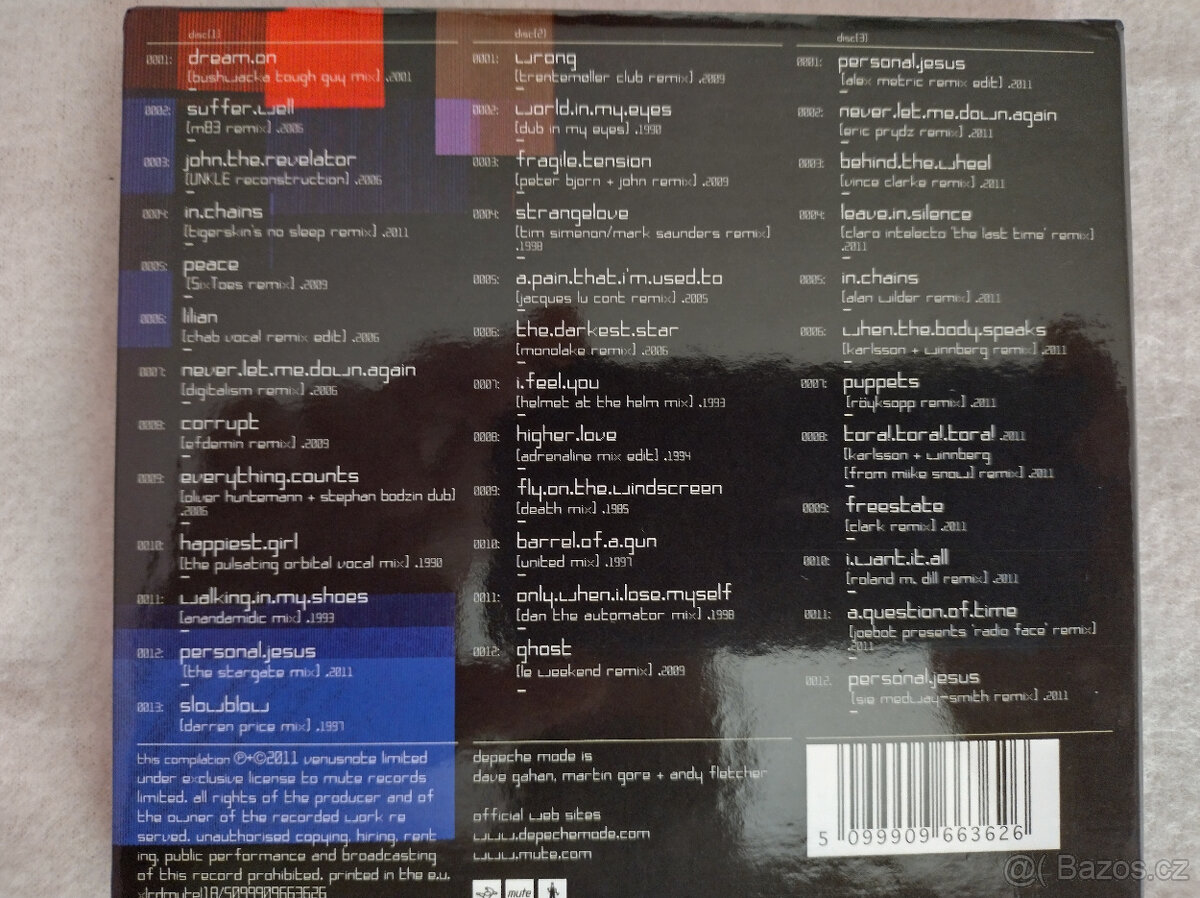 disc[1]
0001: dream.on
[bushwacka tough guy mix] .2001
0002: suffer.well
[m83 remix] .2006
0003: john.the.revelator
[UNKLE reconstruction] .2006
0004: in.chains
[tigerskin's no sleep remix] .2011
0005: peace
[SixToes remix] .2009
0006: lilian
[chab vocal remix edit] .2006
0007: never.let.me.down.again
[digitalism remix] .2006
0008: corrupt
[efdemin remix] .2009
0009: everything.counts
[oliver huntemann + stephan bodzin dub]
.2006
0010: happiest.girl
[the pulsating orbital vocal mix] .1990
0011: walking.in.my.shoes
[anandamidic mix] .1993
0012: personal.jesus
[the stargate mix] .2011
0013: slowblow
[darren price mix] .1997
disc[2]
0001: wrong
[trentemøller club remix] .2009
0002: world.in.my.eyes
[dub in my eyes] .1990
0003: fragile.tension
[peter bjorn + john remix] .2009
0004: strangelove
[tim simenon/mark saunders remix]
.1998
0005: a.pain.that.i'm.used.to
[jacques lu cont remix] .2005
0006: the.darkest.star
[monolake remix] .2006
0007: i.feel.you
[helmet at the helm mix] .1993
0008: higher.love
[adrenaline mix edit] .1994
0009: fly.on.the.windscreen
[death mix] .1985
0010: barrel.of.a.gun
[united mix] .1997
0011: only.when.i.lose.myself
[dan the automator mix] .1998
0012: ghost
[le weekend remix] .2009
disc[3]
0001: personal.jesus
[alex metric remix edit] .2011
0002: never.let.me.down.again
[eric prydz remix] .2011
0003: behind.the.wheel
[vince clarke remix] .2011
0004: leave.in.silence
[claro intelecto 'the last time' remix]
.2011
0005: in.chains
[alan wilder remix] .2011
0006: when.the.body.speaks
[karlsson + winnberg remix] .2011
0007: puppets
[röyksopp remix] .2011
0008: tora!.tora!.tora! .2011
[karlsson + winnberg
[from miike snow] remix] .2011
0009: freestate
[clark remix] .2011
0010: i.want.it.all
[roland m. dill remix] .2011
0011: a.question.of.time
[joebot presents 'radio face' remix]
.2011
0012. personal.jesus
[sie medway-smith remix] .2011
this compilation ℗+©2011 venusnote limited
under exclusive license to mute records
limited. all rights of the producer and of
the owner of the recorded work re
served. unauthorised copying, hiring, rent
ing, public performance and broadcasting
of this record prohibited. printed in the e.u.
xlrdmute18/5099909663626
depeche mode is
dave gahan, martin gore + andy fletcher
official web sites
www.depechemode.com
www.mute.com
mute
5 099909 663626
@( Bazos.cz